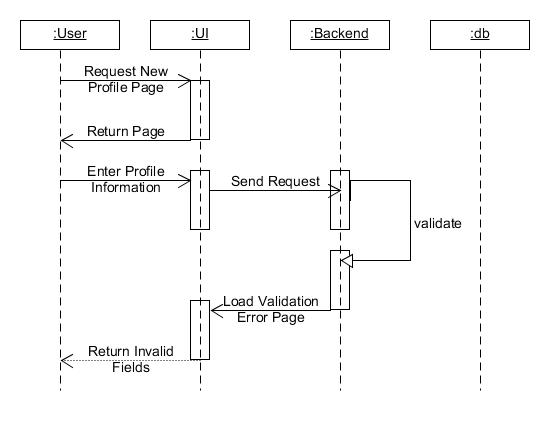 :User
:UI
:Backend
:db
Request New
Profile Page
Return Page
Enter Profile
Information
Send Request
validate
Load Validation
Error Page
Return Invalid
Fields